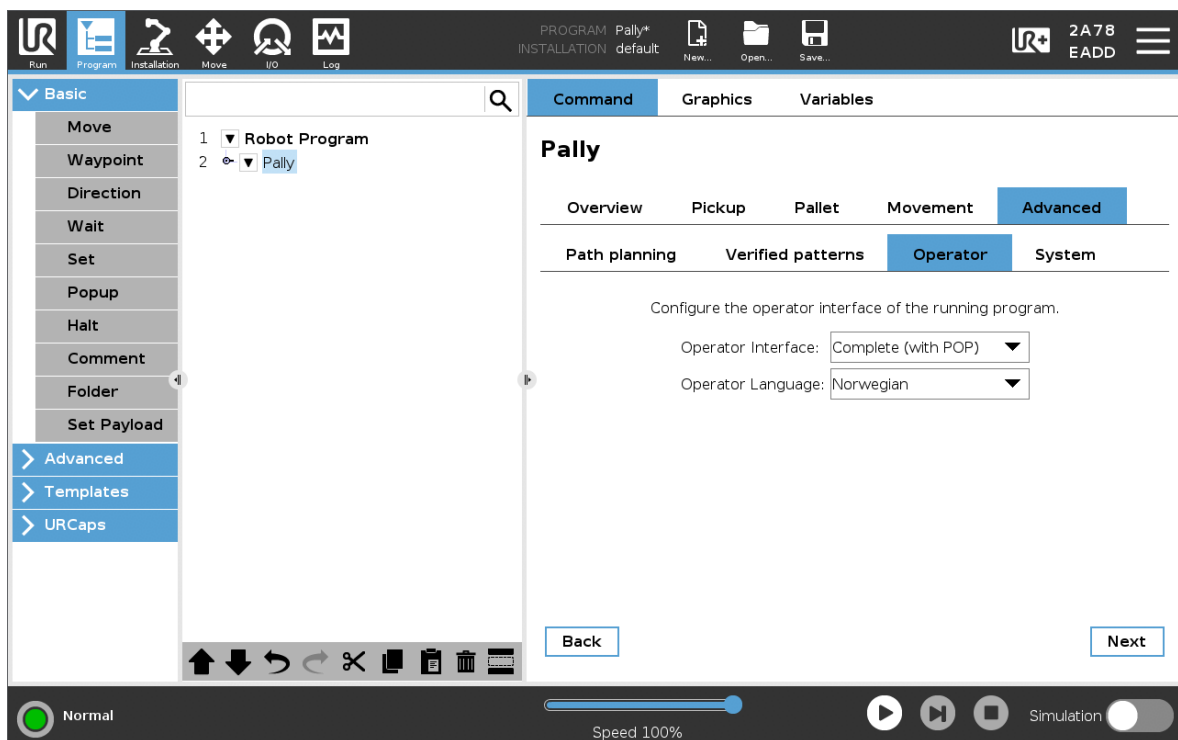 UR
Run
Program
Installation
Move
I/O
Log
PROGRAM Pally*
INSTALLATION default
New...
Open...
Save...
UR+
2A78
EADD
Basic
Move
Waypoint
Direction
Wait
Set
Popup
Halt
Comment
Folder
Set Payload
Advanced
Templates
URCaps
1 Robot Program
2 Pally
Command Graphics Variables
Pally
Overview Pickup Pallet Movement Advanced
Path planning Verified patterns Operator System
Configure the operator interface of the running program.
Operator Interface: Complete (with POP)
Operator Language: Norwegian
Back Next
Normal
Speed 100%
Simulation